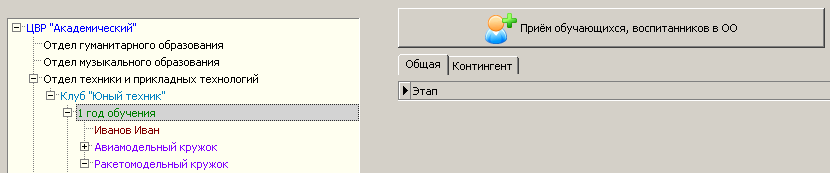 ЦВР "Академический"
Отдел гуманитарного образования
Отдел музыкального образования
Отдел техники и прикладных технологий
Клуб "Юный техник"
1 год обучения
Иванов Иван
Авиамодельный кружок
Ракетомодельный кружок
Приём обучающихся, воспитанников в ОО
Общая Контингент
Этап